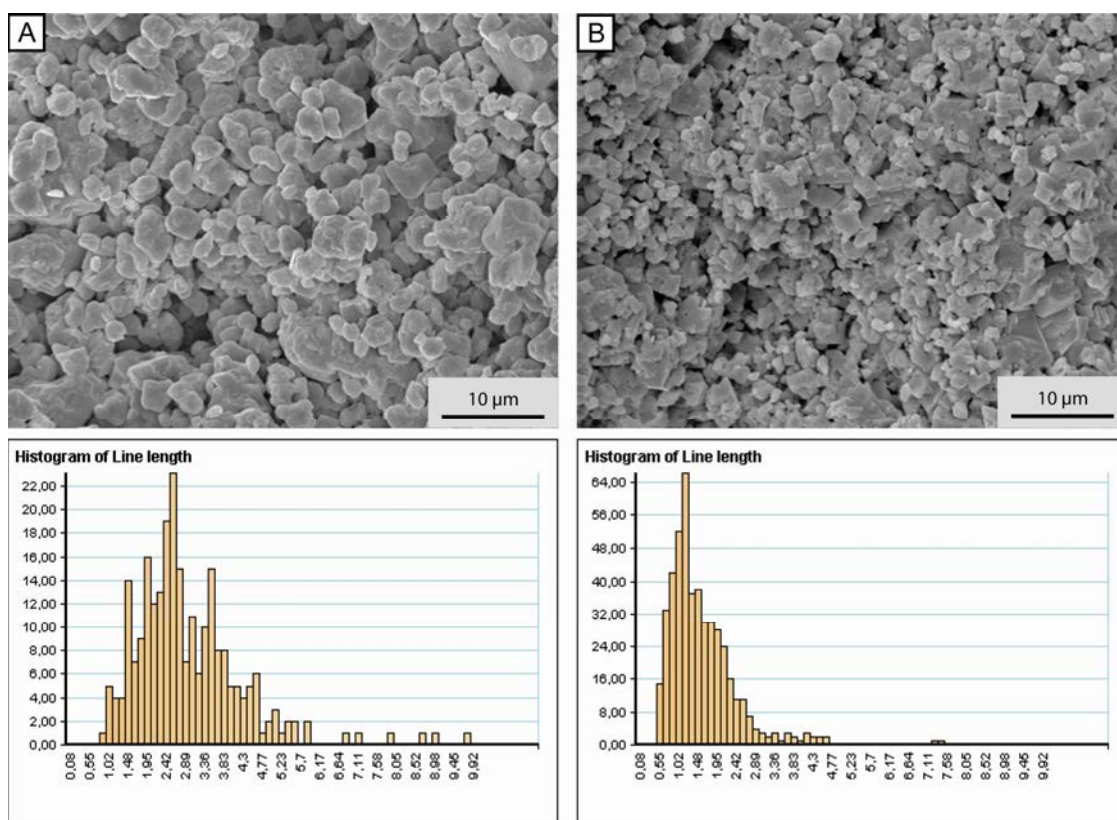 A
B
10 µm
10 µm
Histogram of Line length
22,00
20,00
18,00
16,00
14,00
12,00
10,00
8,00
6,00
4,00
2,00
0,00
0,08 0,55 1,02 1,48 1,95 2,42 2,89 3,36 3,83 4,3 4,77 5,23 5,7 6,17 6,64 7,11 7,58 8,05 8,52 8,98 9,45 9,92
Histogram of Line length
64,00
56,00
48,00
40,00
32,00
24,00
16,00
8,00
0,00
0,08 0,55 1,02 1,48 1,95 2,42 2,89 3,36 3,83 4,3 4,77 5,23 5,7 6,17 6,64 7,11 7,58 8,05 8,52 8,98 9,45 9,92